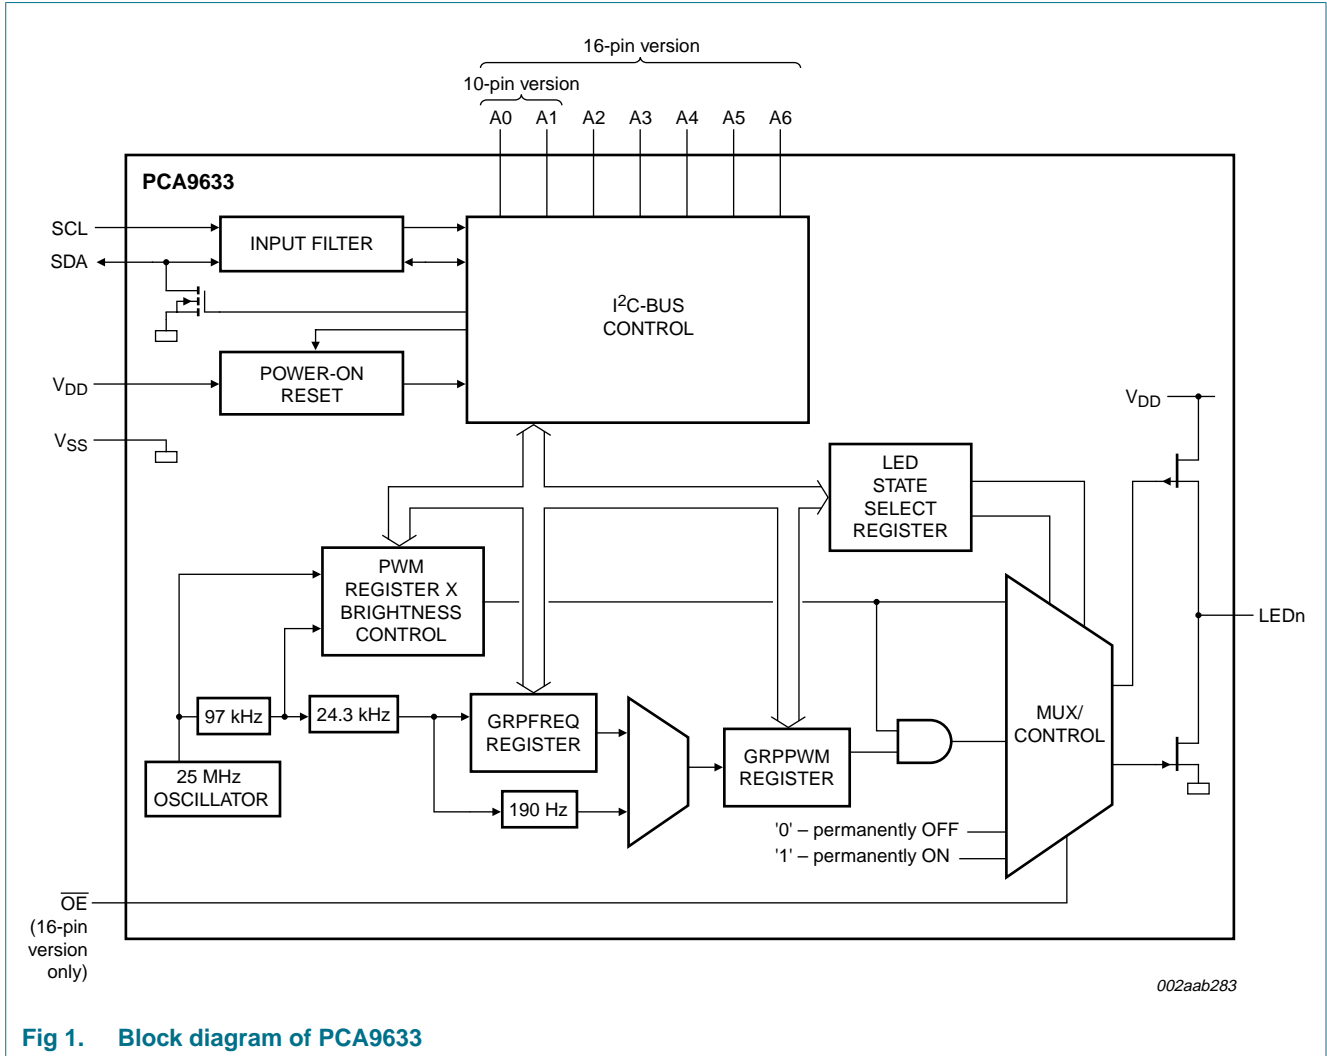 16-pin version
10-pin version
A0 A1 A2 A3 A4 A5 A6
PCA9633
SCL
SDA
INPUT FILTER
I2C-BUS
CONTROL
POWER-ON
RESET
VDD
VSS
VDD
LED
STATE
SELECT
REGISTER
PWM
REGISTER X
BRIGHTNESS
CONTROL
LEDn
97 kHz
24.3 kHz
GRPFREQ
REGISTER
MUX/
CONTROL
GRPPWM
REGISTER
25 MHz
OSCILLATOR
190 Hz
'0' – permanently OFF
'1' – permanently ON
OE
(16-pin
version
only)
002aab283
Fig 1. Block diagram of PCA9633